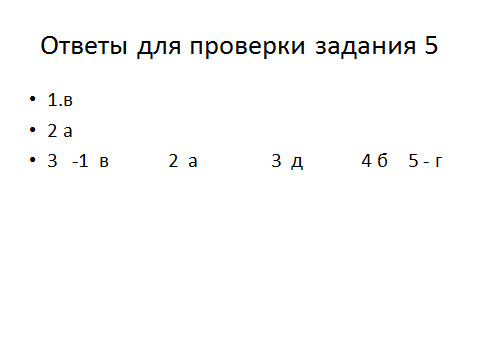 Ответы для проверки задания 5
• 1.в
• 2 а
• 3 -1 в 2 а 3 д 4 б 5 - г